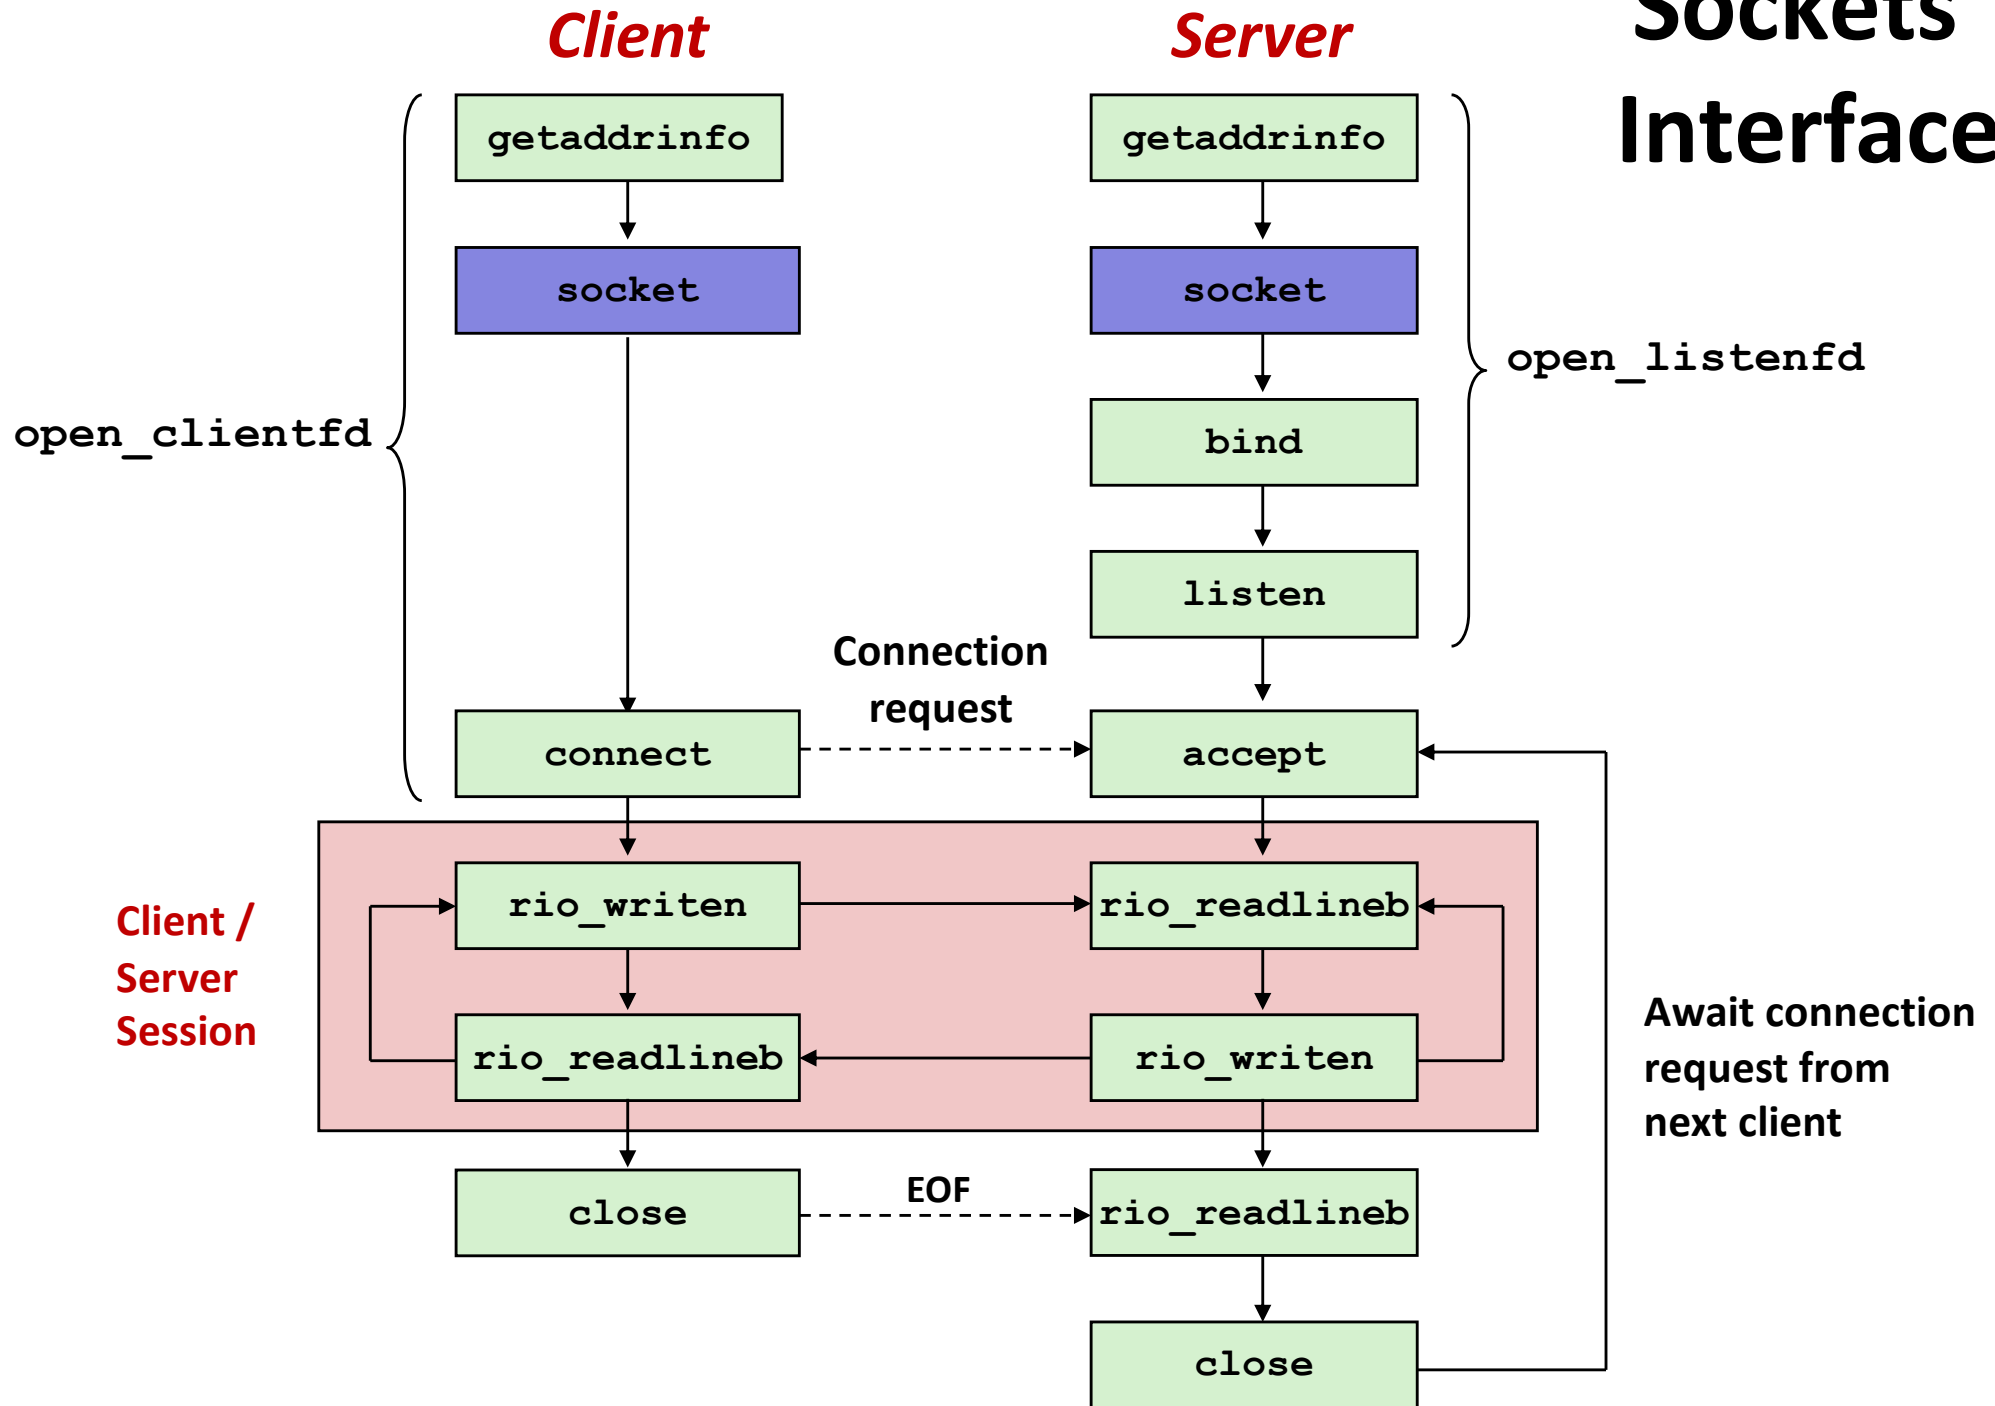 Sockets
Interface
Client
Server
getaddrinfo
getaddrinfo
socket
socket
open_listenfd
open_clientfd
bind
listen
Connection
request
connect
accept
Client /
Server
Session
rio_writen
rio_readlineb
rio_readlineb
rio_writen
Await connection
request from
next client
close
EOF
rio_readlineb
close